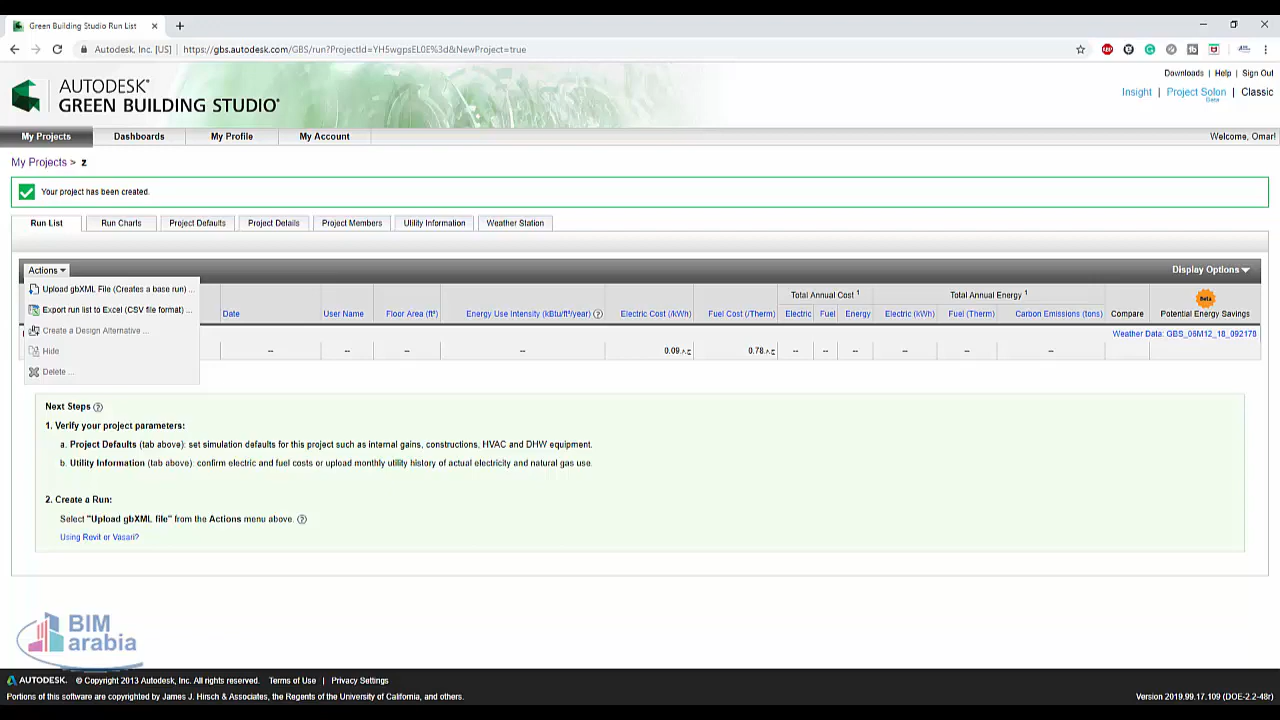 Green Building Studio Run List
Autodesk, Inc. [US] | https://gbs.autodesk.com/GBS/run?ProjectId=YH5wgpsEL0E%3d&NewProject=true
AUTODESK®
GREEN BUILDING STUDIO®
Downloads | Help | Sign Out
Insight | Project Solon | Classic
Beta
My Projects Dashboards My Profile My Account
Welcome, Omar!
My Projects > z
Your project has been created.
Run List Run Charts Project Defaults Project Details Project Members Utility Information Weather Station
Actions
Display Options
Upload gbXML File (Creates a base run) ...
Export run list to Excel (CSV file format) ...
Create a Design Alternative ...
Hide
Delete ...
Total Annual Cost 1 Total Annual Energy 1 Beta
Date User Name Floor Area (ft²) Energy Use Intensity (kBtu/ft²/year) Electric Cost (/kWh) Fuel Cost (/Therm) Electric Fuel Energy Electric (kWh) Fuel (Therm) Carbon Emissions (tons) Compare Potential Energy Savings
Weather Data: GBS_06M12_18_092178
-- -- -- -- 0.09 ج.م 0.78 ج.م -- -- -- -- -- --
Next Steps
1. Verify your project parameters:
a. Project Defaults (tab above): set simulation defaults for this project such as internal gains, constructions, HVAC and DHW equipment.
b. Utility Information (tab above): confirm electric and fuel costs or upload monthly utility history of actual electricity and natural gas use.
2. Create a Run:
Select "Upload gbXML file" from the Actions menu above.
Using Revit or Vasari?
BIM
arabia
AUTODESK. © Copyright 2013 Autodesk, Inc. All rights reserved. Terms of Use | Privacy Settings
Portions of this software are copyrighted by James J. Hirsch & Associates, the Regents of the University of California, and others.
Version 2019.99.17.109 (DOE-2.2-48r)